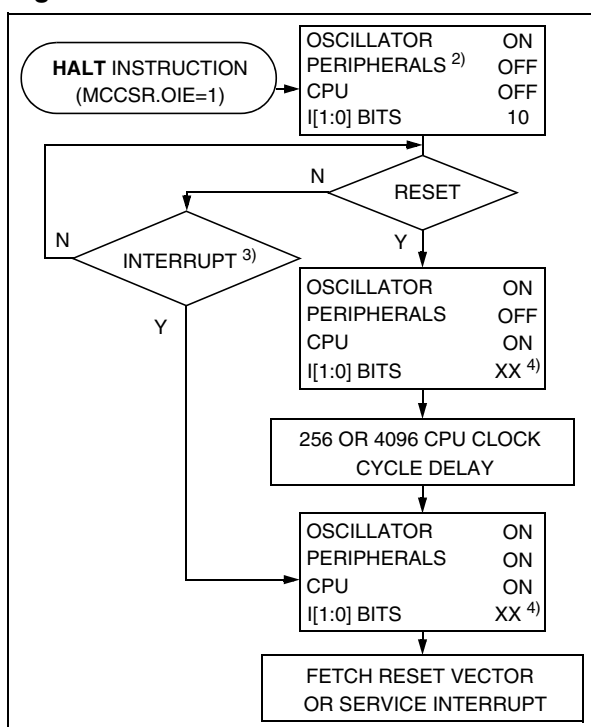 HALT INSTRUCTION
(MCCSR.OIE=1)
OSCILLATOR ON
PERIPHERALS 2) OFF
CPU OFF
I[1:0] BITS 10
RESET
N
Y
INTERRUPT 3)
N
Y
OSCILLATOR ON
PERIPHERALS OFF
CPU ON
I[1:0] BITS XX 4)
256 OR 4096 CPU CLOCK
CYCLE DELAY
OSCILLATOR ON
PERIPHERALS ON
CPU ON
I[1:0] BITS XX 4)
FETCH RESET VECTOR
OR SERVICE INTERRUPT